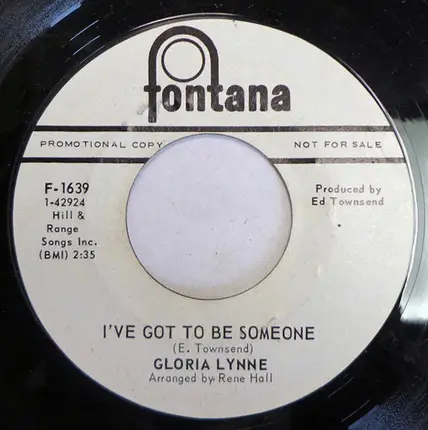 fontana
PROMOTIONAL COPY NOT FOR SALE
F-1639
1-42924
Hill &
Range
Songs Inc.
(BMI) 2:35
Produced by
Ed Townsend
I'VE GOT TO BE SOMEONE
(E. Townsend)
GLORIA LYNNE
Arranged by Rene Hall